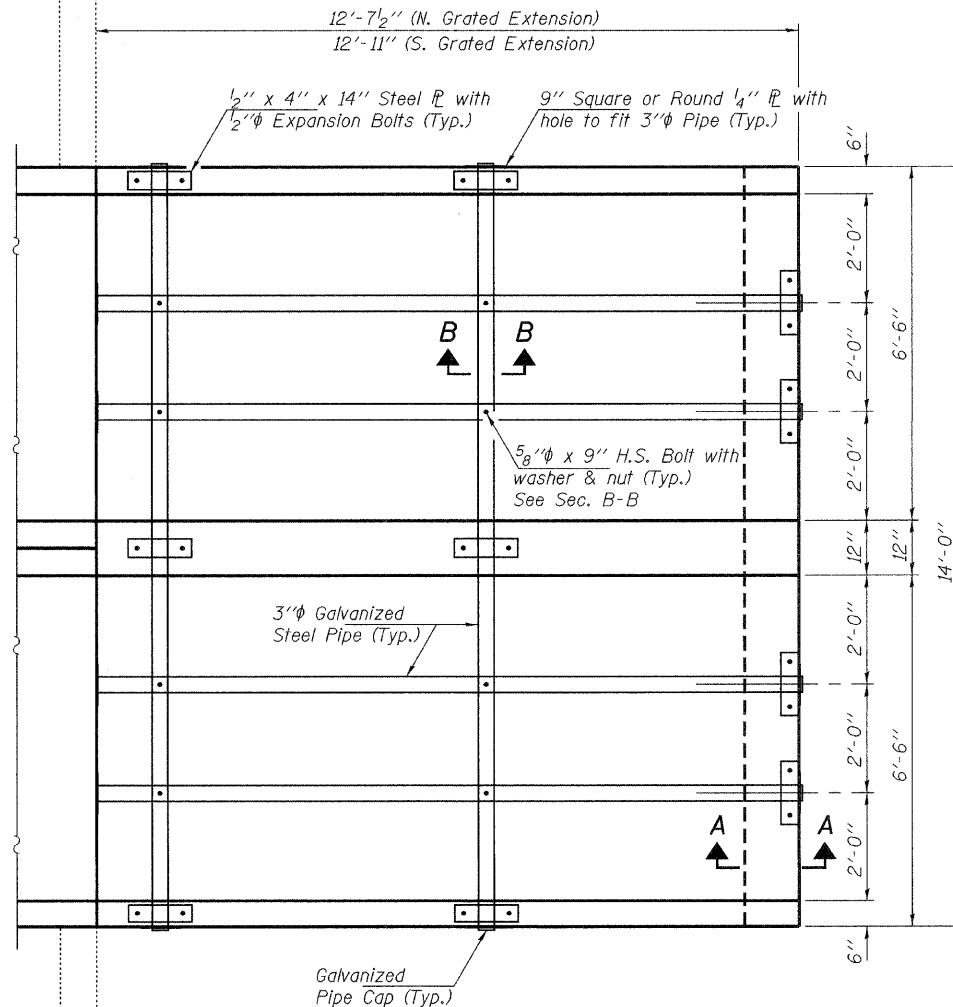 12'-7 1/2" (N. Grated Extension)
12'-11" (S. Grated Extension)
1/2" x 4" x 14" Steel ℄ with
1/2"ϕ Expansion Bolts (Typ.)
9" Square or Round 1/4" ℄ with
hole to fit 3"ϕ Pipe (Typ.)
6"
2'-0"
2'-0"
2'-0"
6'-6"
B B
5/8"ϕ x 9" H.S. Bolt with
washer & nut (Typ.)
See Sec. B-B
12"
12"
14'-0"
3"ϕ Galvanized
Steel Pipe (Typ.)
2'-0"
2'-0"
2'-0"
6'-6"
A A
6"
Galvanized
Pipe Cap (Typ.)